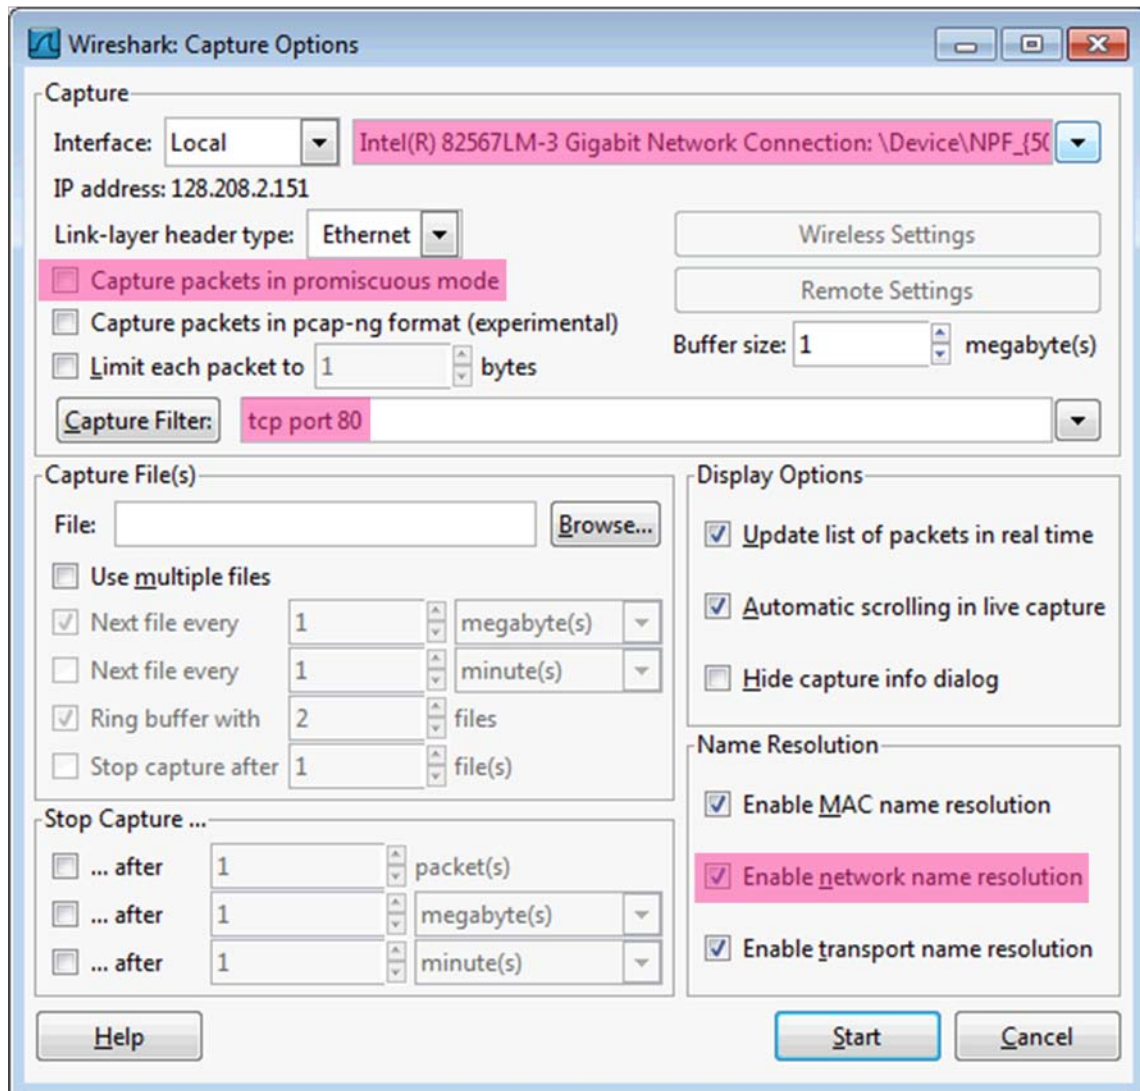 Wireshark: Capture Options
Capture
Interface: Local Intel(R) 82567LM-3 Gigabit Network Connection: \Device\NPF_{50
IP address: 128.208.2.151
Link-layer header type: Ethernet
Wireless Settings
Capture packets in promiscuous mode
Remote Settings
Capture packets in pcap-ng format (experimental)
Buffer size: 1 megabyte(s)
Limit each packet to 1 bytes
Capture Filter: tcp port 80
Capture File(s)
File: Browse...
Use multiple files
Next file every 1 megabyte(s)
Next file every 1 minute(s)
Ring buffer with 2 files
Stop capture after 1 file(s)
Stop Capture ...
... after 1 packet(s)
... after 1 megabyte(s)
... after 1 minute(s)
Display Options
Update list of packets in real time
Automatic scrolling in live capture
Hide capture info dialog
Name Resolution
Enable MAC name resolution
Enable network name resolution
Enable transport name resolution
Help Start Cancel